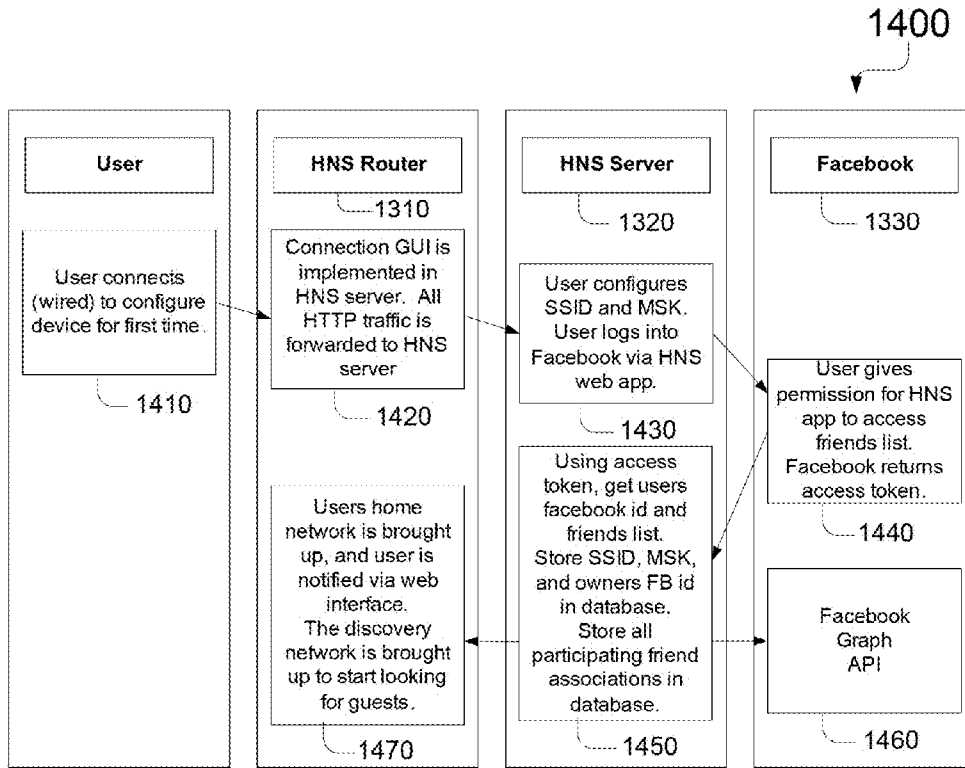 1400
User
HNS Router
HNS Server
Facebook
1310
1320
1330
User connects
(wired) to configure
device for first time.
1410
Connection GUI is
implemented in
HNS server. All
HTTP traffic is
forwarded to HNS
server
1420
User configures
SSID and MSK.
User logs into
Facebook via HNS
web app.
1430
User gives
permission for HNS
app to access
friends list.
Facebook returns
access token.
1440
Using access
token, get users
facebook id and
friends list.
Store SSID, MSK,
and owners FB id
in database.
Store all
participating friend
associations in
database.
1450
Facebook
Graph
API
1460
Users home
network is brought
up, and user is
notified via web
interface.
The discovery
network is brought
up to start looking
for guests.
1470